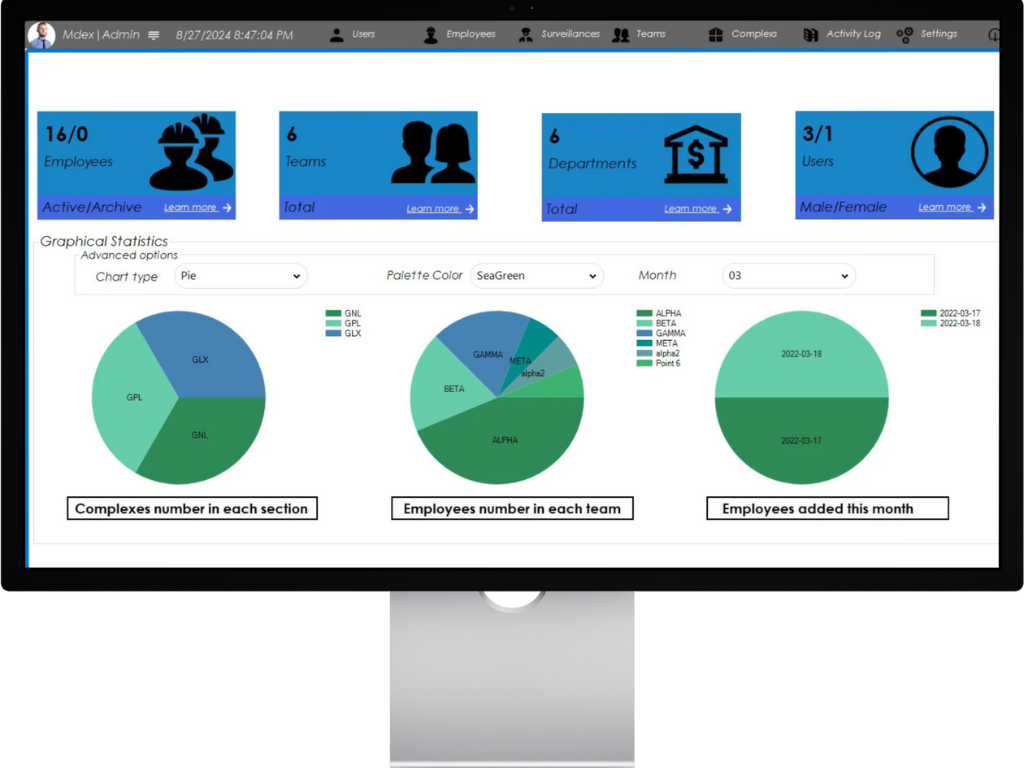 Mdex|Admin 8/27/2024 8:47:04 PM Users Employees Surveillances Teams Complexs Activity Log Settings
16/0
Employees
Active/Archive Learn more
6
Teams
Total Learn more
6
Departments
Total Learn more
3/1
Users
Male/Female Learn more
Graphical Statistics
Advanced options
Chart type Pie Palette Color SeaGreen Month 03
GLX
GPL
GNL
GNL
GPL
GLX
GAMMA
META
alpha2
BETA
ALPHA
ALPHA
BETA
GAMMA
META
alpha2
Point 6
2022-03-18
2022-03-17
2022-03-17
2022-03-18
Complexes number in each section
Employees number in each team
Employees added this month